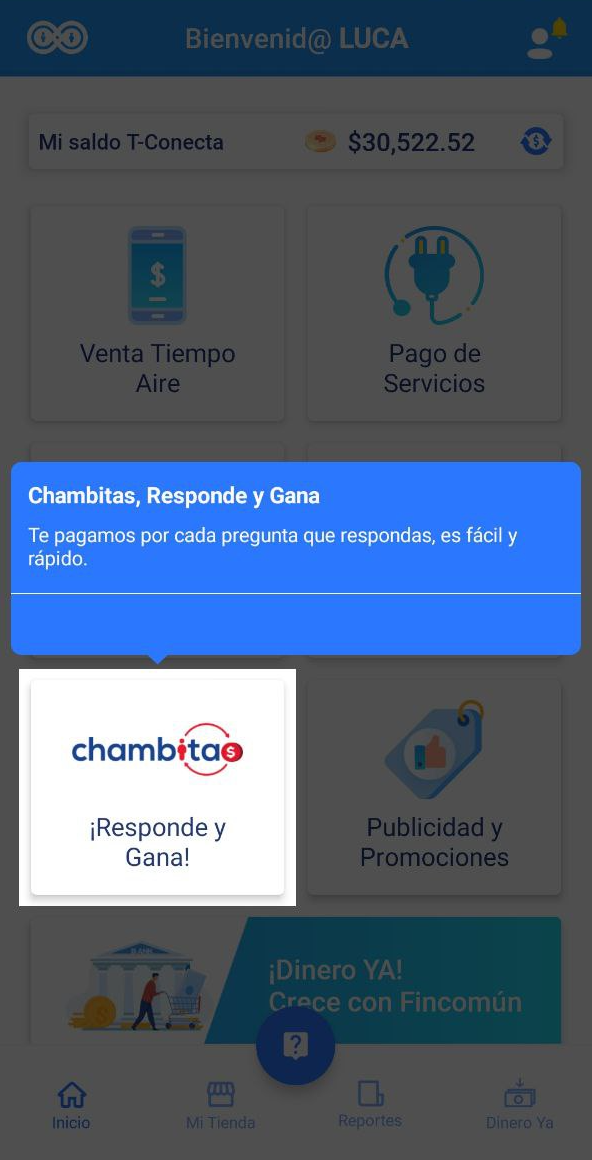 Bienvenid@ LUCA
Mi saldo T-Conecta $30,522.52
Venta Tiempo
Aire
Pago de
Servicios
Chambitas, Responde y Gana
Te pagamos por cada pregunta que respondas, es fácil y
rápido.
chambitas
¡Responde y
Gana!
Publicidad y
Promociones
¡Dinero YA!
Crece con Fincomún
Inicio
Mi Tienda
Reportes
Dinero Ya